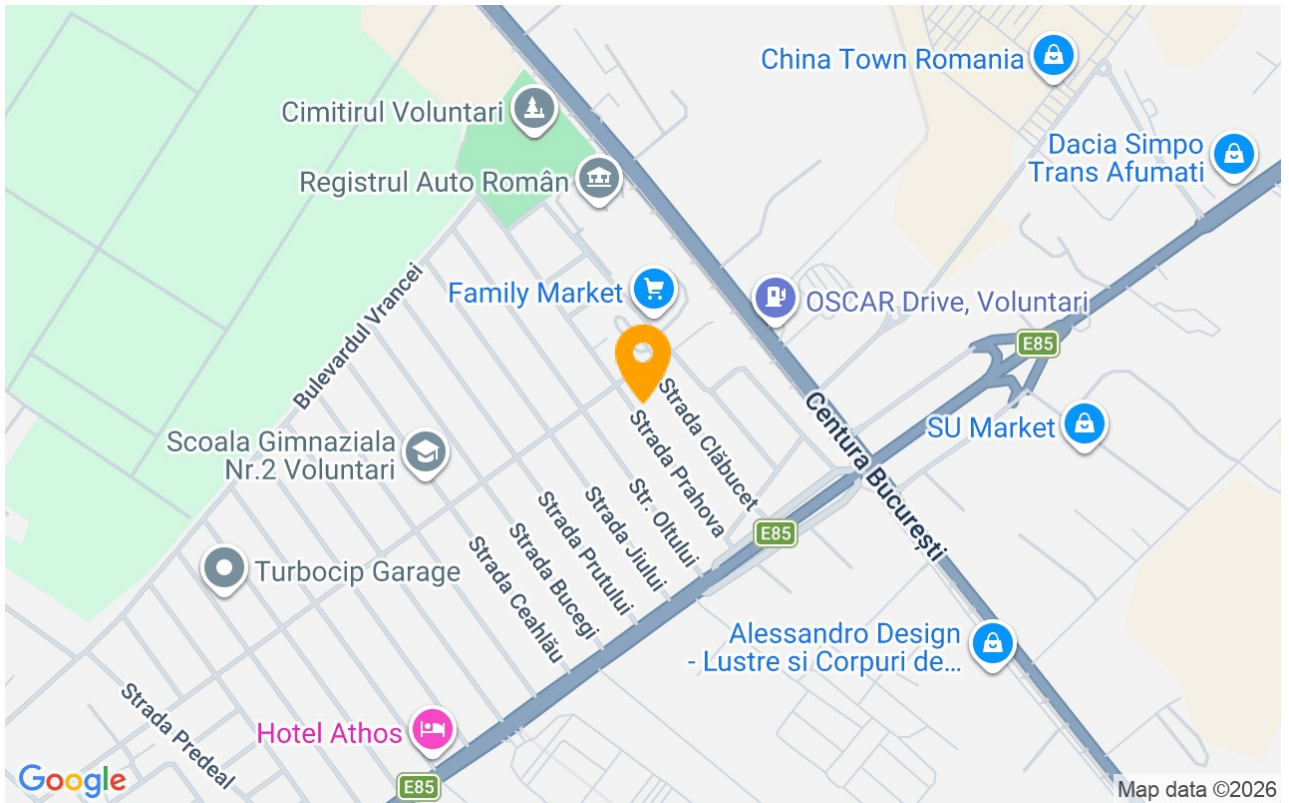 China Town Romania
Cimitirul Voluntari
Dacia Simpo
Trans Afumati
Registrul Auto Român
Bulevardul Vrancei
Family Market
OSCAR Drive, Voluntari
E85
Strada Clăbucet
Centura București
SU Market
Scoala Gimnaziala
Nr.2 Voluntari
Strada Prahova
Str. Oltului
Strada Jiului
Strada Prutului
Strada Bucegi
Strada Ceahlău
E85
Turbocip Garage
Alessandro Design
- Lustre si Corpuri de...
Strada Predeal
Hotel Athos
E85
Google
Map data ©2026